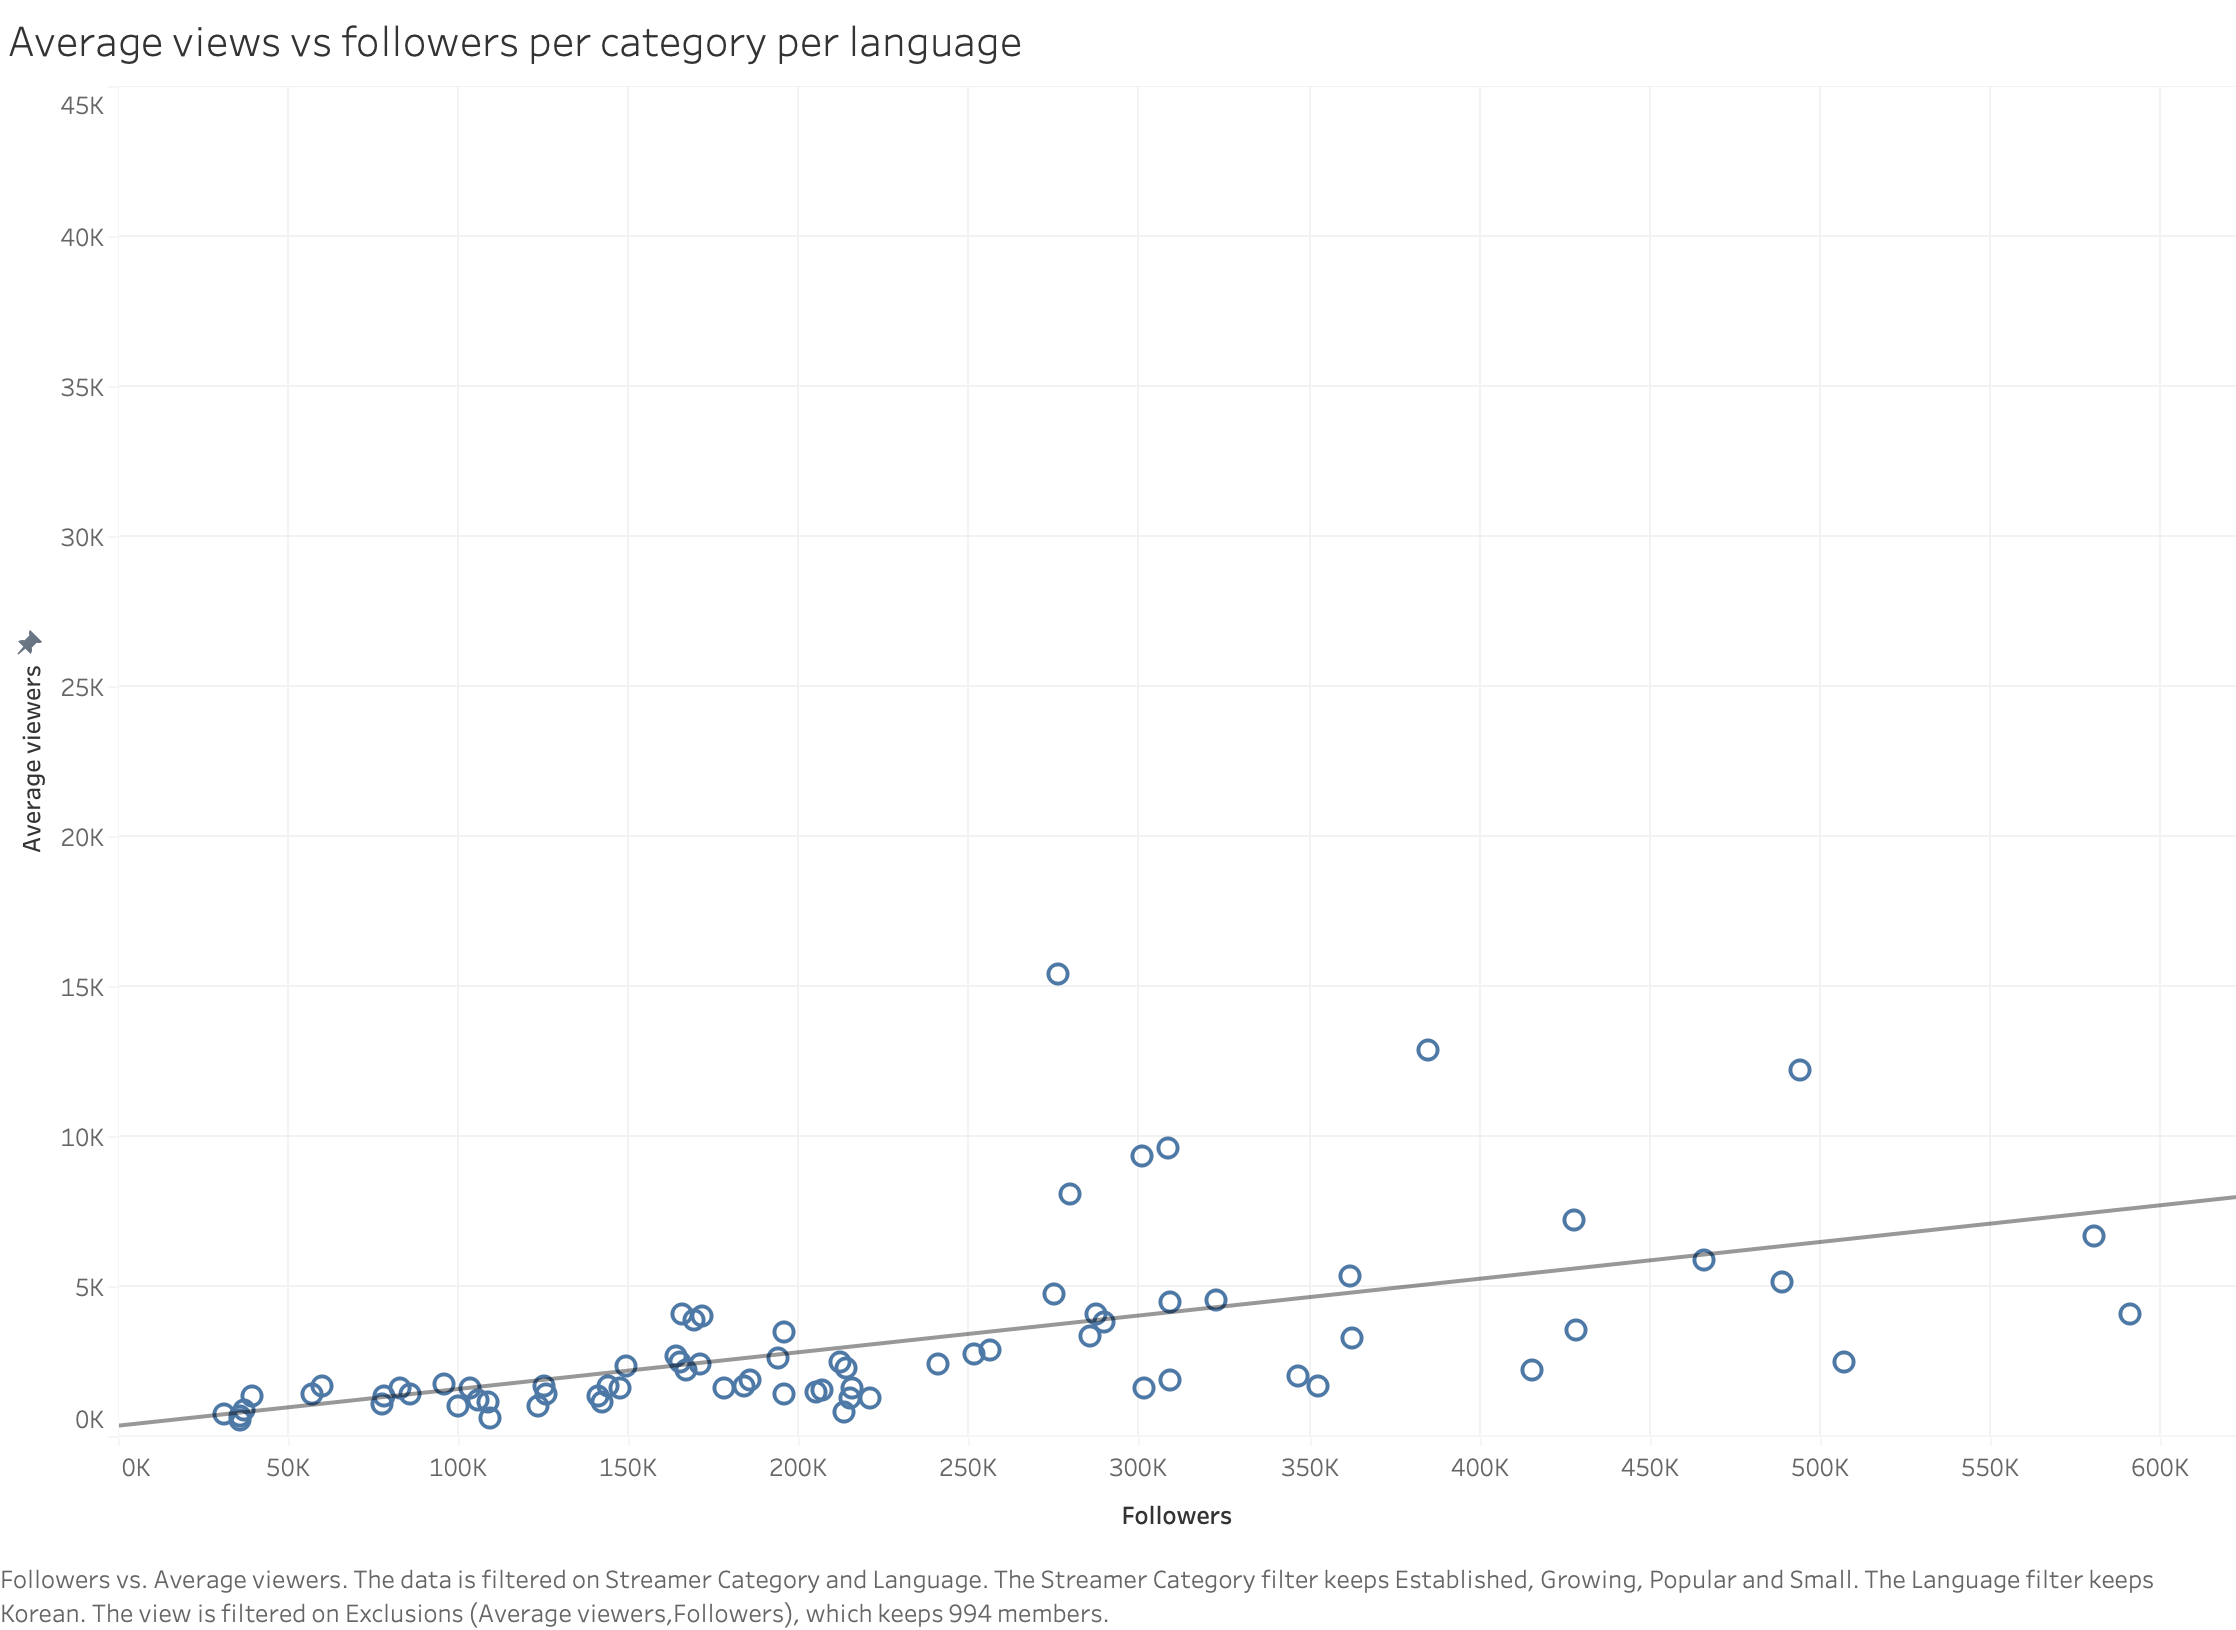 Average views vs followers per category per language
45K
40K
35K
30K
25K
20K
15K
10K
5K
0K
Average viewers
0K 50K 100K 150K 200K 250K 300K 350K 400K 450K 500K 550K 600K
Followers
Followers vs. Average viewers. The data is filtered on Streamer Category and Language. The Streamer Category filter keeps Established, Growing, Popular and Small. The Language filter keeps
Korean. The view is filtered on Exclusions (Average viewers,Followers), which keeps 994 members.